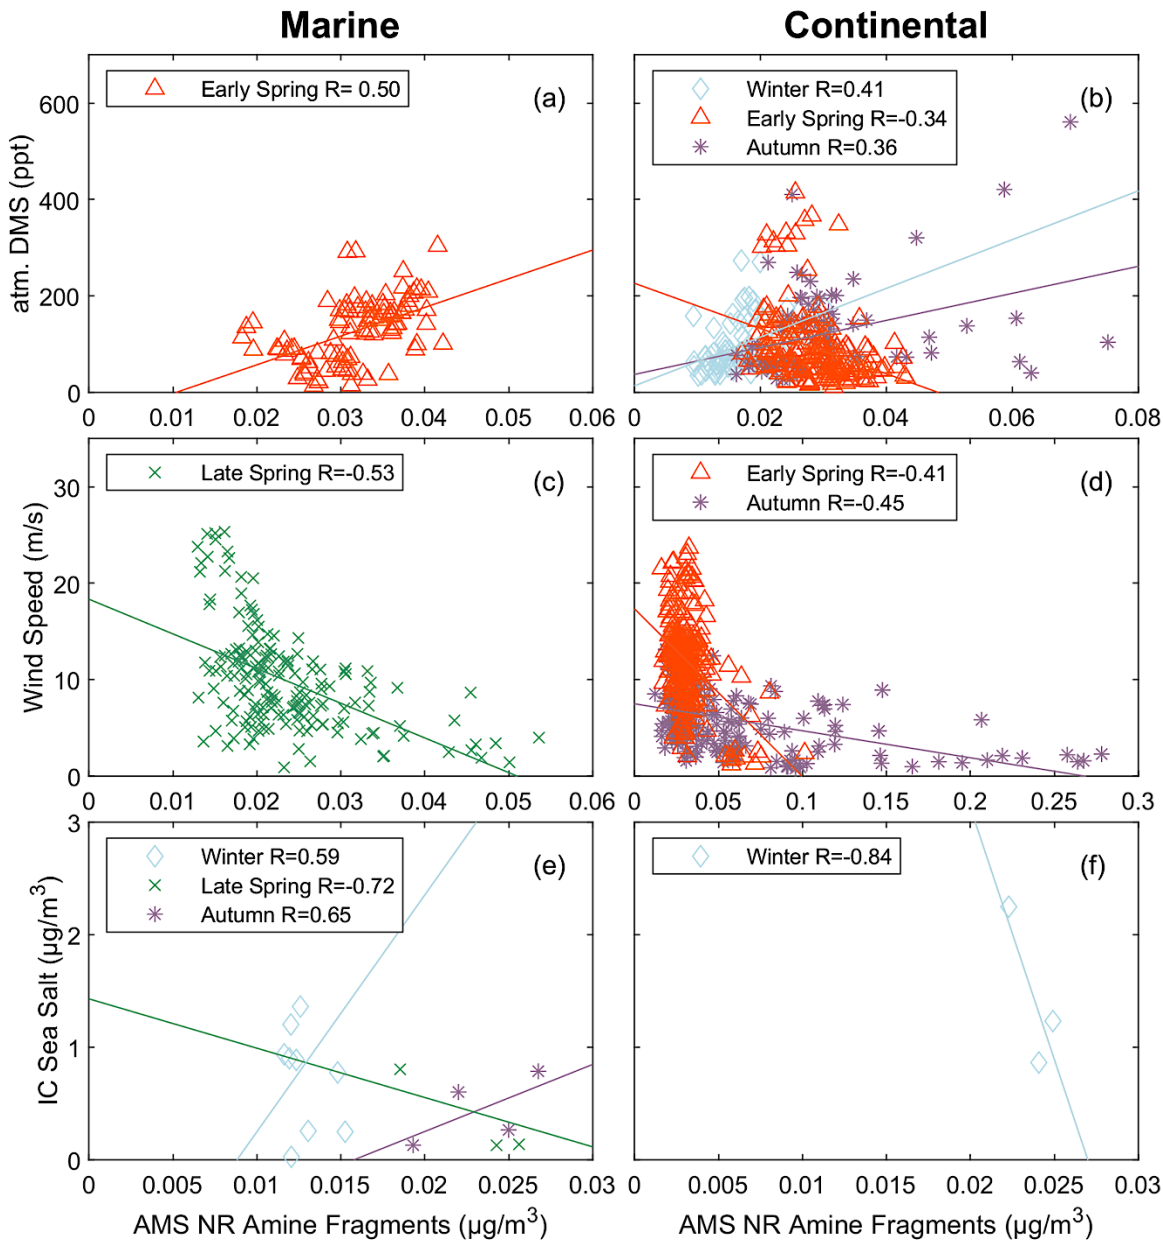 Marine
Continental
Early Spring R= 0.50
(a)
Winter R=0.41
Early Spring R=-0.34
Autumn R=0.36
(b)
atm. DMS (ppt)
600
400
200
0
0 0.01 0.02 0.03 0.04 0.05 0.06
0 0.02 0.04 0.06 0.08
Late Spring R=-0.53
(c)
Early Spring R=-0.41
Autumn R=-0.45
(d)
Wind Speed (m/s)
30
20
10
0
0 0.01 0.02 0.03 0.04 0.05 0.06
0 0.05 0.1 0.15 0.2 0.25 0.3
Winter R=0.59
Late Spring R=-0.72
Autumn R=0.65
(e)
Winter R=-0.84
(f)
IC Sea Salt (µg/m³)
3
2
1
0
0 0.005 0.01 0.015 0.02 0.025 0.03
0 0.005 0.01 0.015 0.02 0.025 0.03
AMS NR Amine Fragments (µg/m³)
AMS NR Amine Fragments (µg/m³)